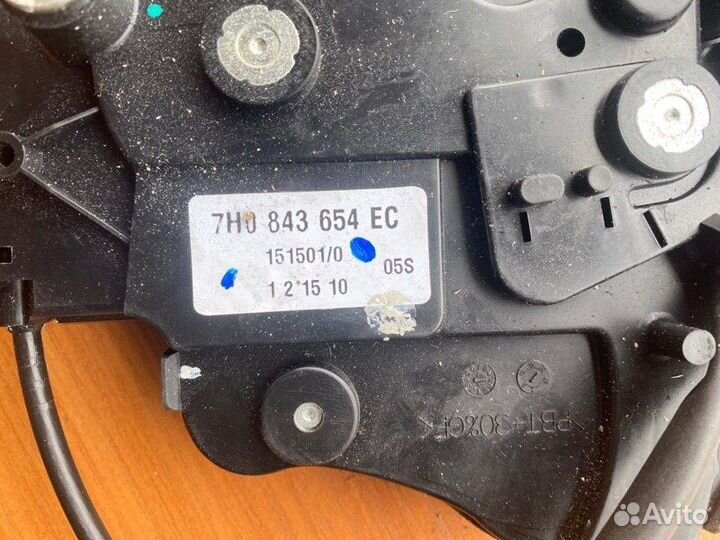 7H0 843 654 EC
151501/0
05S
1 2 15 10
PBT+30%GF
Avito